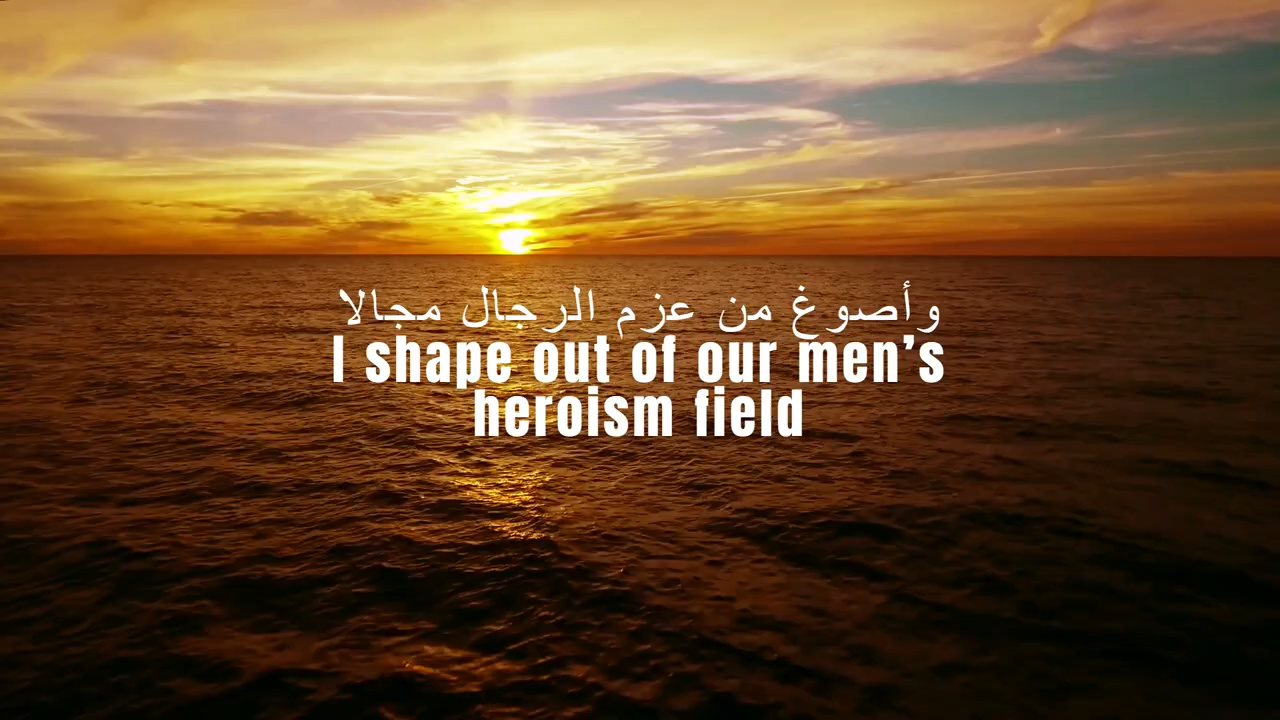 وأصوغ من عزم الرجال مجالا
I shape out of our men’s
heroism field